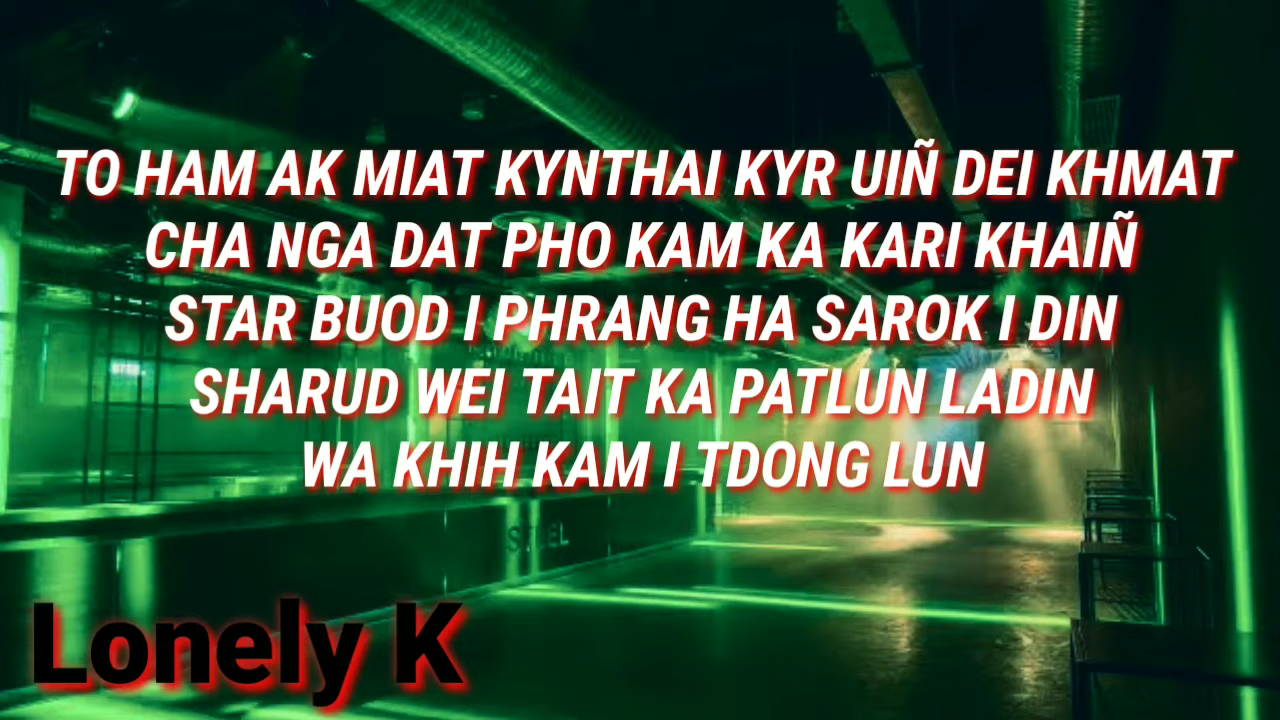 TO HAM AK MIAT KYNTHAI KYR UIÑ DEI KHMAT
CHA NGA DAT PHO KAM KA KARI KHAIÑ
STAR BUOD I PHRANG HA SAROK I DIN
SHARUD WEI TAIT KA PATLUN LADIN
WA KHIH KAM I TDONG LUN
Lonely K